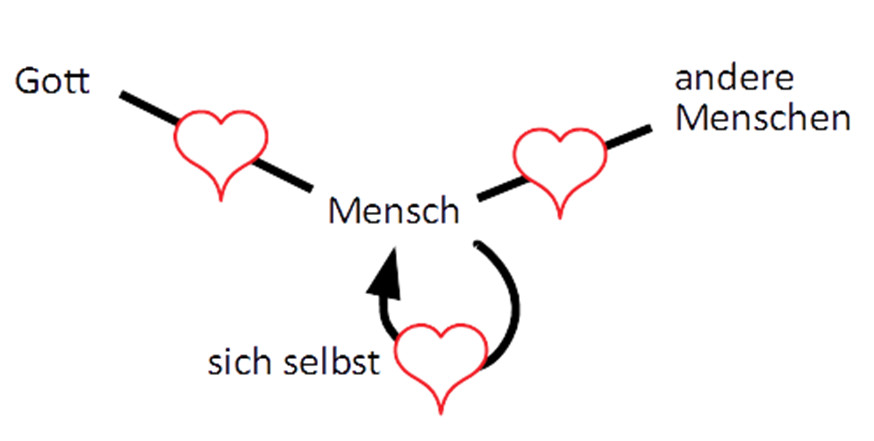 Gott
andere
Menschen
Mensch
sich selbst